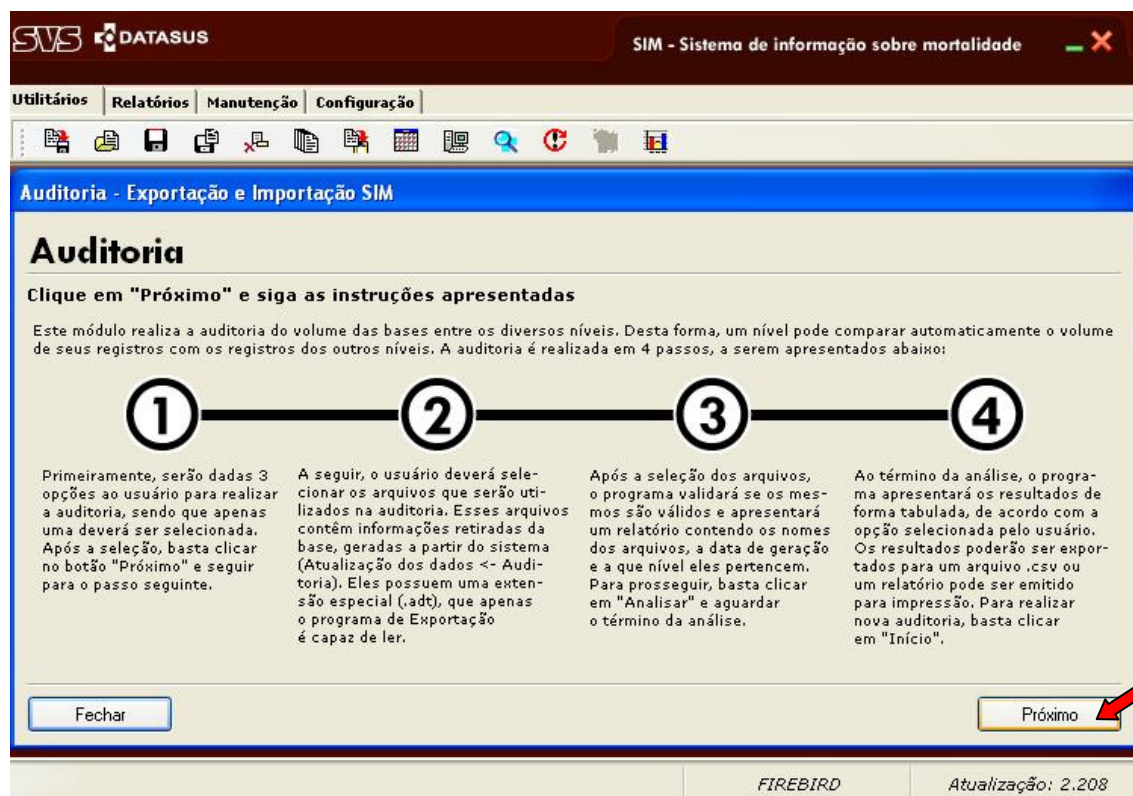 SVS DATASUS
SIM - Sistema de informação sobre mortalidade
Utilitários Relatórios Manutenção Configuração
Auditoria - Exportação e Importação SIM
Auditoria
Clique em "Próximo" e siga as instruções apresentadas
Este módulo realiza a auditoria do volume das bases entre os diversos níveis. Desta forma, um nível pode comparar automaticamente o volume
de seus registros com os registros dos outros níveis. A auditoria é realizada em 4 passos, a serem apresentados abaixo:
1
Primeiramente, serão dadas 3
opções ao usuário para realizar
a auditoria, sendo que apenas
uma deverá ser selecionada.
Após a seleção, basta clicar
no botão "Próximo" e seguir
para o passo seguinte.
2
A seguir, o usuário deverá sele-
cionar os arquivos que serão uti-
lizados na auditoria. Esses arquivos
contêm informações retiradas da
base, geradas a partir do sistema
(Atualização dos dados <- Audi-
toria). Eles possuem uma exten-
são especial (.adt), que apenas
o programa de Exportação
é capaz de ler.
3
Após a seleção dos arquivos,
o programa validará se os mes-
mos são válidos e apresentará
um relatório contendo os nomes
dos arquivos, a data de geração
e a que nível eles pertencem.
Para prosseguir, basta clicar
em "Analisar" e aguardar
o término da análise.
4
Ao término da análise, o progra-
ma apresentará os resultados de
forma tabulada, de acordo com a
opção selecionada pelo usuário.
Os resultados poderão ser expor-
tados para um arquivo .csv ou
um relatório pode ser emitido
para impressão. Para realizar
nova auditoria, basta clicar
em "Início".
Fechar
Próximo
FIREBIRD
Atualização: 2.208